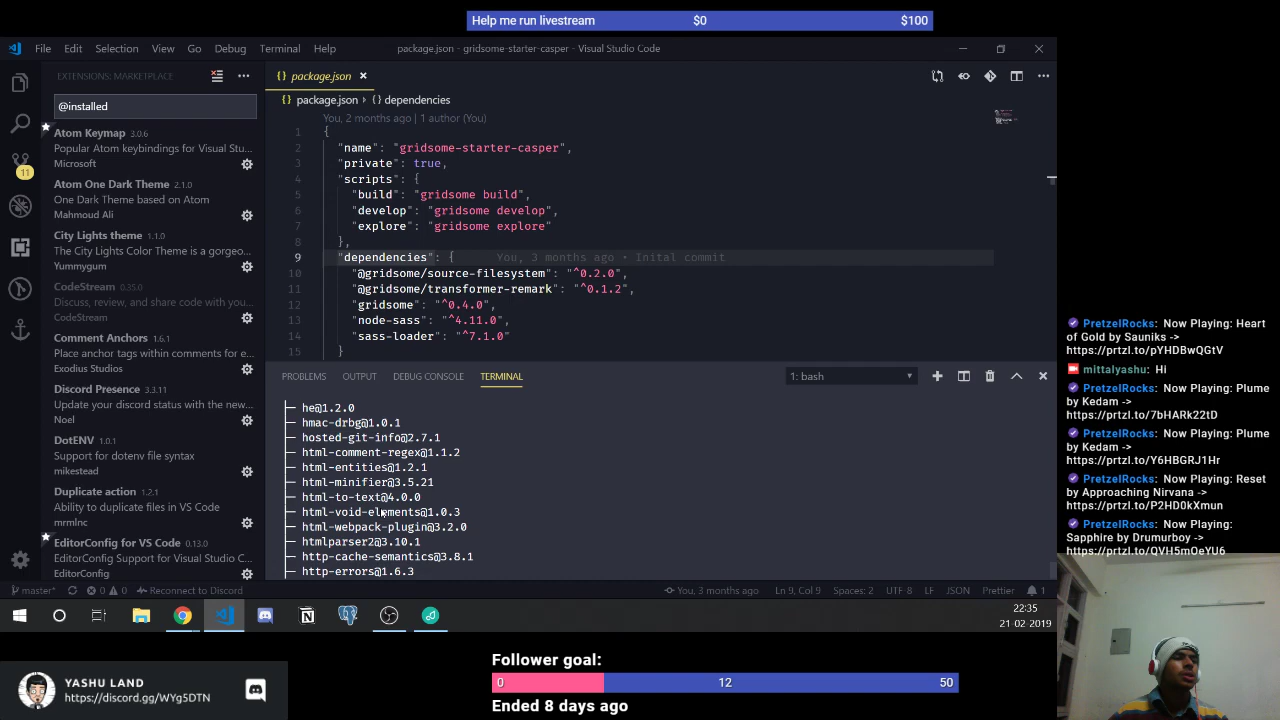 Help me run livestream $0 $100
File Edit Selection View Go Debug Terminal Help package.json - gridsome-starter-casper - Visual Studio Code
EXTENSIONS: MARKETPLACE
@installed
Atom Keymap 3.0.6
Popular Atom keybindings for Visual Stu...
Microsoft
Atom One Dark Theme 2.1.0
One Dark Theme based on Atom
Mahmoud Ali
City Lights theme 1.1.0
The City Lights Color Theme is a gorgeo...
Yummygum
CodeStream 0.35.0
Discuss, review, and share code with you...
CodeStream
Comment Anchors 1.6.1
Place anchor tags within comments for e...
Exodius Studios
Discord Presence 3.3.11
Update your discord status with the new...
Noel
DotENV 1.0.1
Support for dotenv file syntax
mikestead
Duplicate action 1.2.1
Ability to duplicate files in VS Code
mrmlnc
EditorConfig for VS Code 0.13.0
EditorConfig Support for Visual Studio C...
EditorConfig
11
{} package.json ×
{} package.json › {} dependencies
You, 2 months ago | 1 author (You)
1 {
2 "name": "gridsome-starter-casper",
3 "private": true,
4 "scripts": {
5 "build": "gridsome build",
6 "develop": "gridsome develop",
7 "explore": "gridsome explore"
8 },
9 "dependencies": { You, 3 months ago • Inital commit
10 "@gridsome/source-filesystem": "^0.2.0",
11 "@gridsome/transformer-remark": "^0.1.2",
12 "gridsome": "^0.4.0",
13 "node-sass": "^4.11.0",
14 "sass-loader": "^7.1.0"
15 }
PROBLEMS OUTPUT DEBUG CONSOLE TERMINAL 1: bash
├─ he@1.2.0
├─ hmac-drbg@1.0.1
├─ hosted-git-info@2.7.1
├─ html-comment-regex@1.1.2
├─ html-entities@1.2.1
├─ html-minifier@3.5.21
├─ html-to-text@4.0.0
├─ html-void-elements@1.0.3
├─ html-webpack-plugin@3.2.0
├─ htmlparser2@3.10.1
├─ http-cache-semantics@3.8.1
├─ http-errors@1.6.3
master* 0 0 Reconnect to Discord You, 3 months ago Ln 9, Col 9 Spaces: 2 UTF-8 LF JSON Prettier 1
22:35
21-02-2019
PretzelRocks: Now Playing: Heart
of Gold by Sauniks ->
https://prtzl.to/pYHDBwQGtV
mittalyashu: Hi
PretzelRocks: Now Playing: Plume
by Kedam ->
https://prtzl.to/7bHARk22tD
PretzelRocks: Now Playing: Plume
by Kedam ->
https://prtzl.to/Y6HBGRJ1Hr
PretzelRocks: Now Playing: Reset
by Approaching Nirvana ->
https://prtzl.to/P2HD0kXmun
PretzelRocks: Now Playing:
Sapphire by Drumurboy ->
https://prtzl.to/QVH5mOeYU6
YASHU LAND
https://discord.gg/WYg5DTN
Follower goal:
0 12 50
Ended 8 days ago